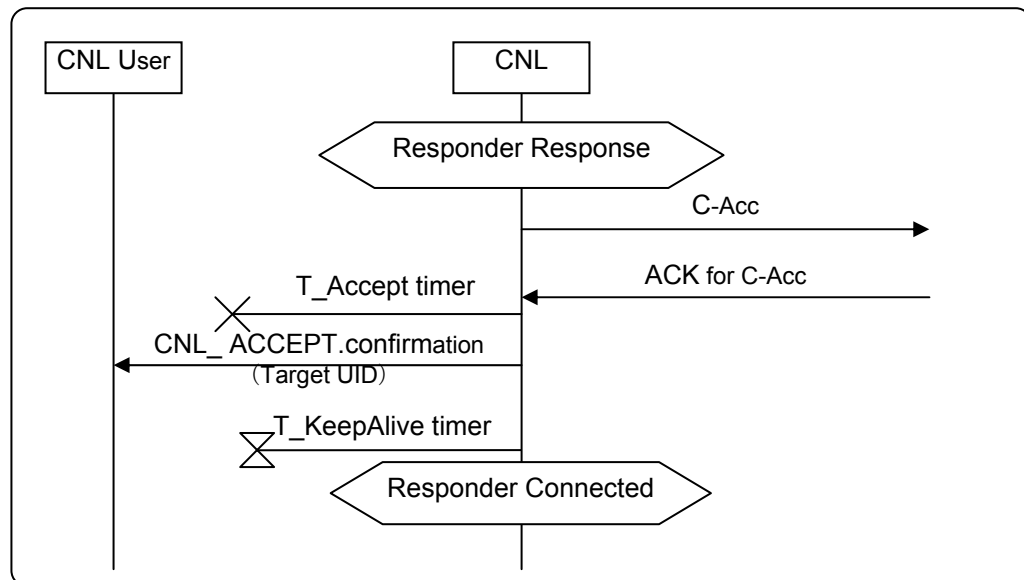 CNL User
CNL
Responder Response
C-Acc
ACK for C-Acc
T_Accept timer
CNL_ ACCEPT.confirmation
（Target UID）
T_KeepAlive timer
Responder Connected